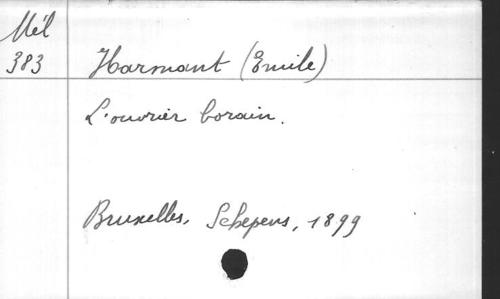 Mél
383
Harmant (Emile)
L'ouvrier borain.
Bruxelles, Schepens, 1899